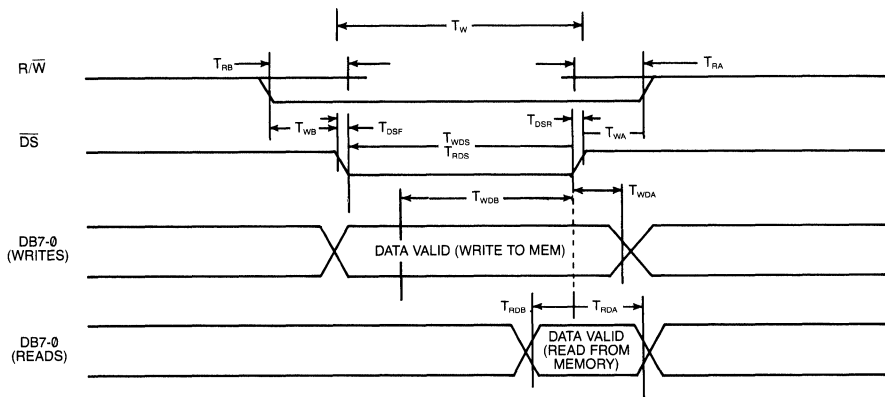 T_W
R/W̅
T_RB
T_RA
T_WB
T_DSF
T_DSR
T_WA
D̅S̅
T_WDS
T_RDS
T_WDB
T_WDA
DB7-0
(WRITES)
DATA VALID (WRITE TO MEM)
T_RDB
T_RDA
DB7-0
(READS)
DATA VALID
(READ FROM
MEMORY)